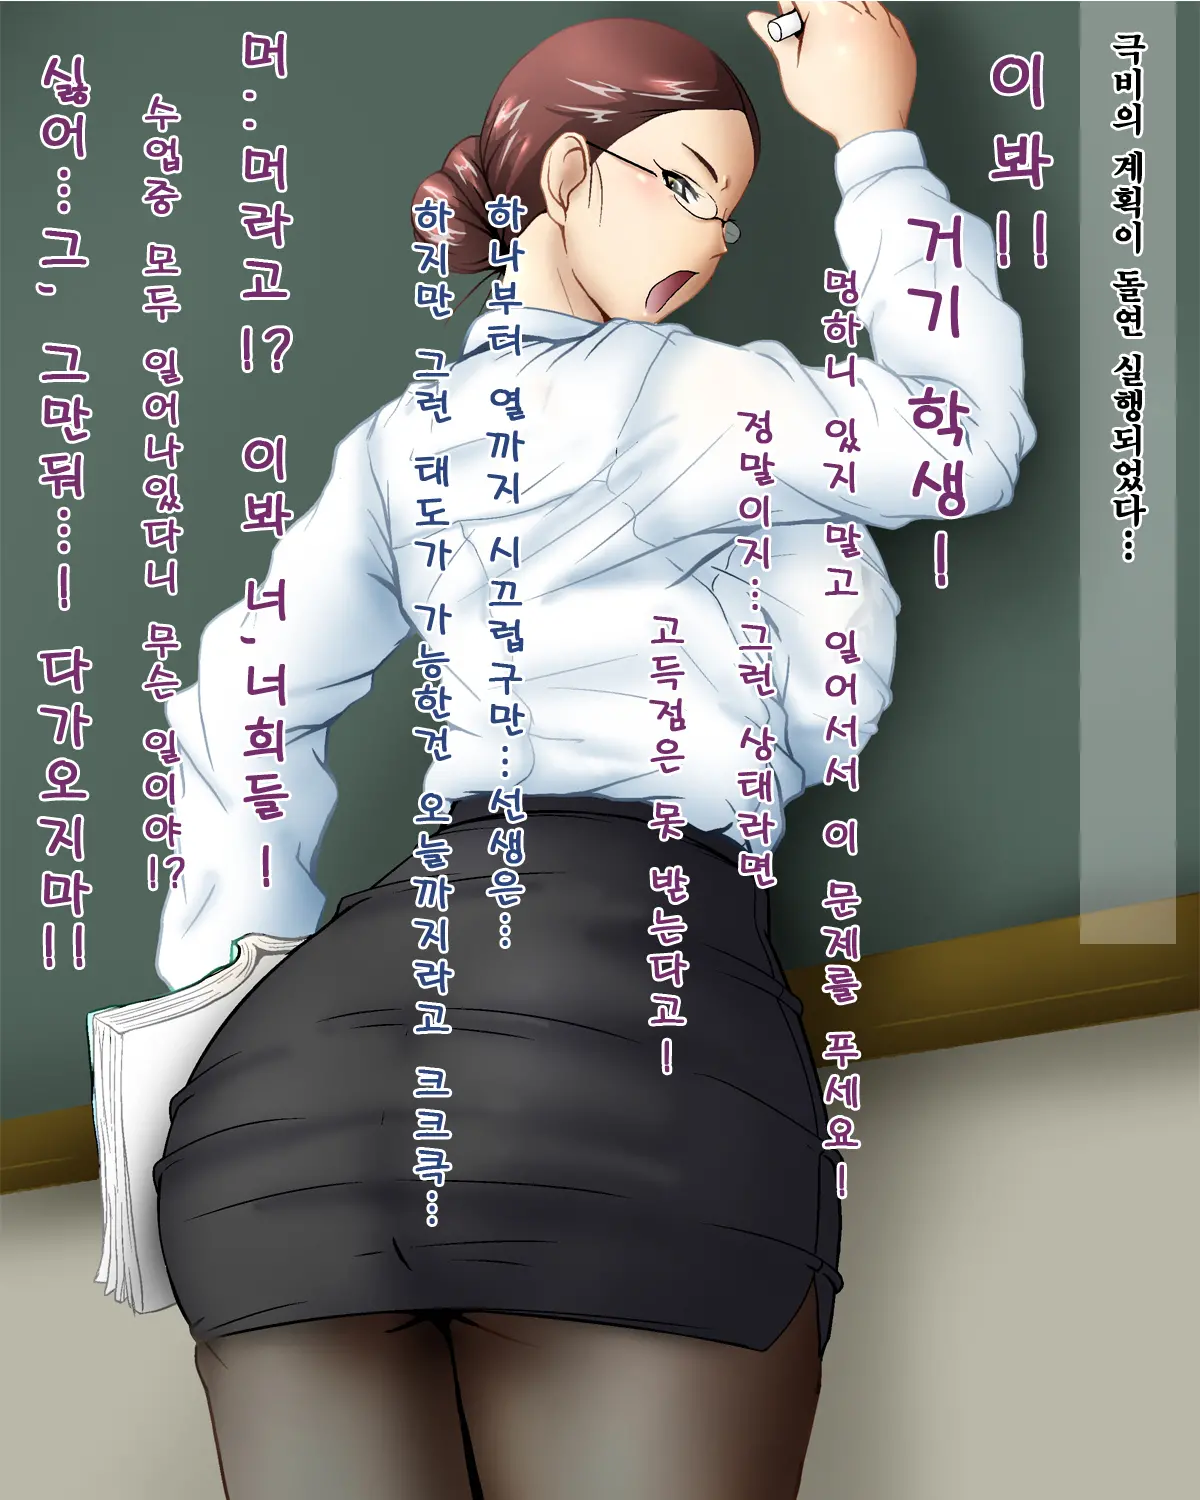 극비의 계획이 돌연 실행되었다…
이봐!!
거기 학생!
멍하니 있지 말고 일어서서 이 문제를 푸세요!
정말이지…그런 상태라면
고득점은 못 받는다고!
하나부터 열까지 시끄럽구만…선생은…
하지만 그런 태도가 가능한건 오늘까지라고 크크큭…
머‥머라고!? 이봐 너, 너희들!
수업중 모두 일어나있다니 무슨 일이야!?
싫어…그, 그만둬…! 다가오지마!!